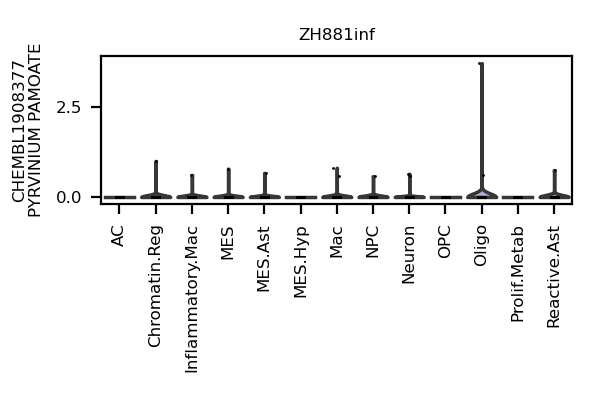 ZH881inf
CHEMBL1908377
PYRVINIUM PAMOATE
2.5
0.0
AC
Chromatin.Reg
Inflammatory.Mac
MES
MES.Ast
MES.Hyp
Mac
NPC
Neuron
OPC
Oligo
Prolif.Metab
Reactive.Ast